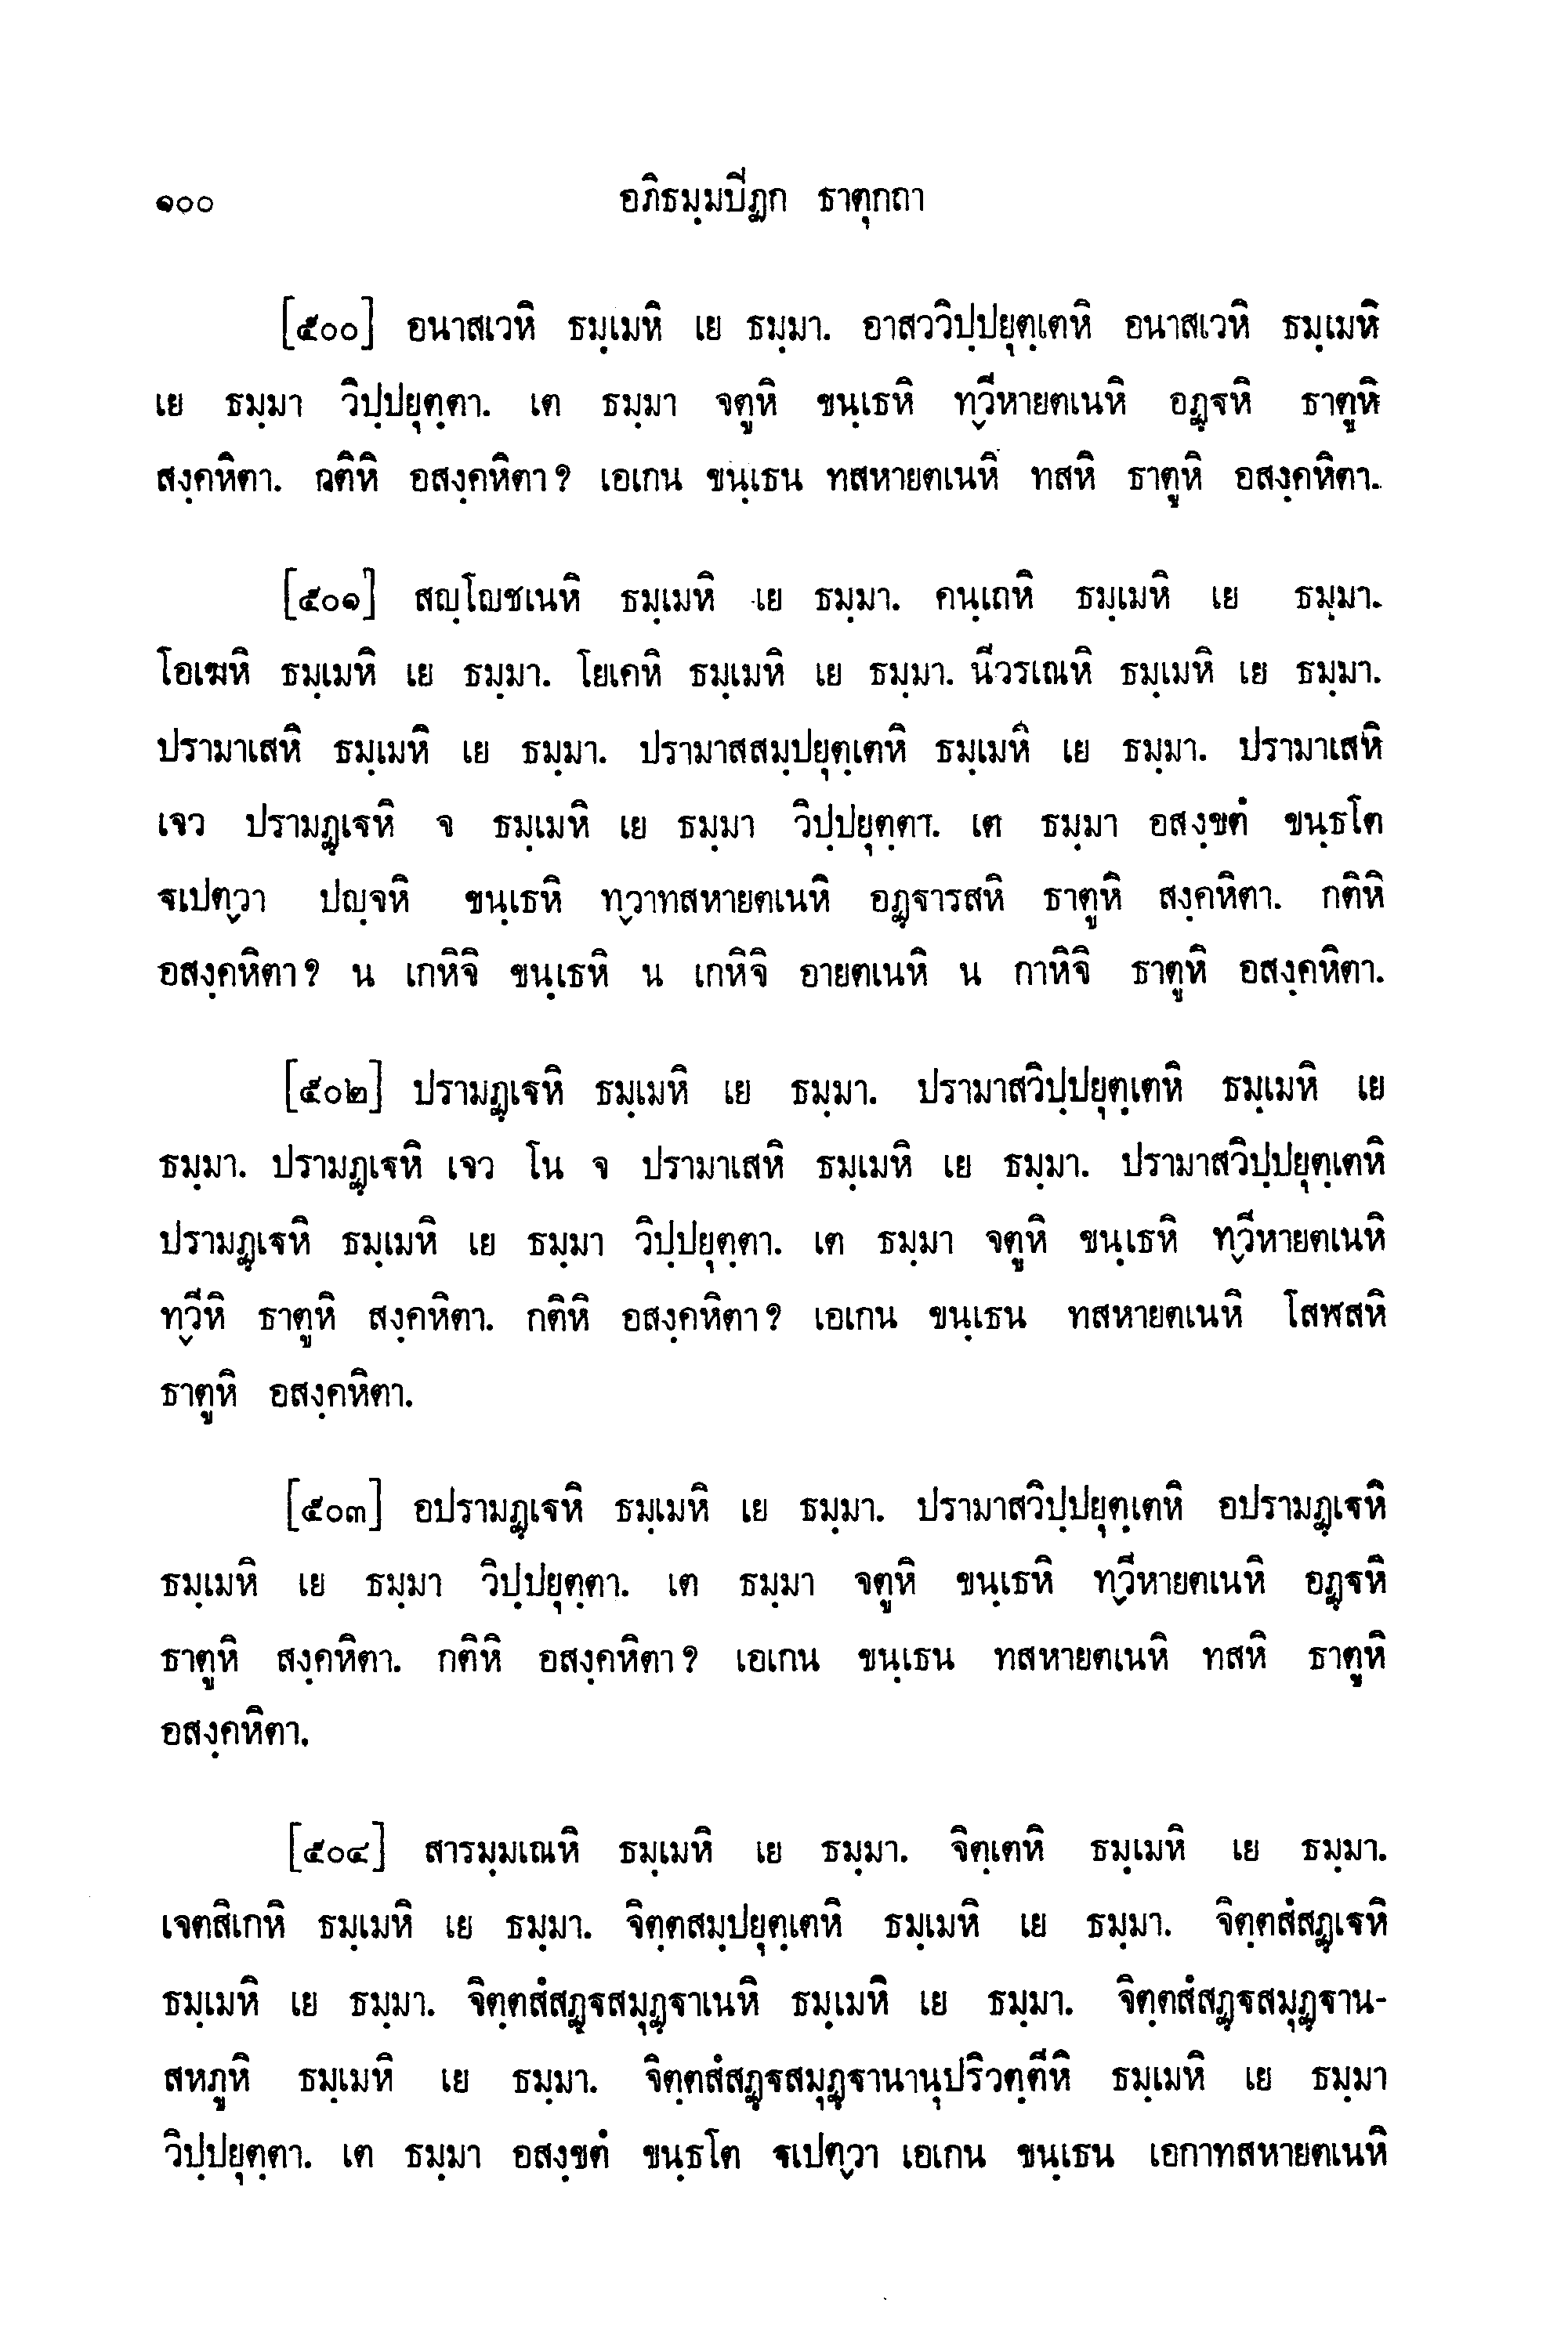 ๑๐๐ อภิธมฺมปีฏก ธาตุกถา
[๕๐๐] อนาสเวหิ ธมฺเมหิ เย ธมฺมา. อาสววิปฺปยุตฺเตหิ อนาสเวหิ ธมฺเมหิ
เย ธมฺมา วิปฺปยุตฺตา. เต ธมฺมา จตูหิ ขนฺเธหิ ทฺวีหายตเนหิ อฏฺฐหิ ธาตูหิ
สงฺคหิตา. กติหิ อสงฺคหิตา? เอเกน ขนฺเธน ทสหายตเนหิ ทสหิ ธาตูหิ อสงฺคหิตา.
[๕๐๑] สญฺโญชเนหิ ธมฺเมหิ เย ธมฺมา. คนฺเถหิ ธมฺเมหิ เย ธมฺมา.
โอเฆหิ ธมฺเมหิ เย ธมฺมา. โยเคหิ ธมฺเมหิ เย ธมฺมา. นีวรเณหิ ธมฺเมหิ เย ธมฺมา.
ปรามาเสหิ ธมฺเมหิ เย ธมฺมา. ปรามาสสมฺปยุตฺเตหิ ธมฺเมหิ เย ธมฺมา. ปรามาเสหิ
เจว ปรามฏฺเฐหิ จ ธมฺเมหิ เย ธมฺมา วิปฺปยุตฺตา. เต ธมฺมา อสงฺขตํ ขนฺธโต
ฐเปตฺวา ปญฺจหิ ขนฺเธหิ ทฺวาทสหายตเนหิ อฏฺฐารสหิ ธาตูหิ สงฺคหิตา. กติหิ
อสงฺคหิตา? น เกหิจิ ขนฺเธหิ น เกหิจิ อายตเนหิ น กาหิจิ ธาตูหิ อสงฺคหิตา.
[๕๐๒] ปรามฏฺเฐหิ ธมฺเมหิ เย ธมฺมา. ปรามาสวิปฺปยุตฺเตหิ ธมฺเมหิ เย
ธมฺมา. ปรามฏฺเฐหิ เจว โน จ ปรามาเสหิ ธมฺเมหิ เย ธมฺมา. ปรามาสวิปฺปยุตฺเตหิ
ปรามฏฺเฐหิ ธมฺเมหิ เย ธมฺมา วิปฺปยุตฺตา. เต ธมฺมา จตูหิ ขนฺเธหิ ทฺวีหายตเนหิ
ทฺวีหิ ธาตูหิ สงฺคหิตา. กติหิ อสงฺคหิตา? เอเกน ขนฺเธน ทสหายตเนหิ โสฬสหิ
ธาตูหิ อสงฺคหิตา.
[๕๐๓] อปรามฏฺเฐหิ ธมฺเมหิ เย ธมฺมา. ปรามาสวิปฺปยุตฺเตหิ อปรามฏฺเฐหิ
ธมฺเมหิ เย ธมฺมา วิปฺปยุตฺตา. เต ธมฺมา จตูหิ ขนฺเธหิ ทฺวีหายตเนหิ อฏฺฐหิ
ธาตูหิ สงฺคหิตา. กติหิ อสงฺคหิตา? เอเกน ขนฺเธน ทสหายตเนหิ ทสหิ ธาตูหิ
อสงฺคหิตา.
[๕๐๔] สารมฺมเณหิ ธมฺเมหิ เย ธมฺมา. จิตฺเตหิ ธมฺเมหิ เย ธมฺมา.
เจตสิเกหิ ธมฺเมหิ เย ธมฺมา. จิตฺตสมฺปยุตฺเตหิ ธมฺเมหิ เย ธมฺมา. จิตฺตสํสฏฺเฐหิ
ธมฺเมหิ เย ธมฺมา. จิตฺตสํสฏฺฐสมุฏฺฐาเนหิ ธมฺเมหิ เย ธมฺมา. จิตฺตสํสฏฺฐสมุฏฺฐาน-
สหภูหิ ธมฺเมหิ เย ธมฺมา. จิตฺตสํสฏฺฐสมุฏฺฐานานุปริวตฺตีหิ ธมฺเมหิ เย ธมฺมา
วิปฺปยุตฺตา. เต ธมฺมา อสงฺขตํ ขนฺธโต ฐเปตฺวา เอเกน ขนฺเธน เอกาทสหายตเนหิ